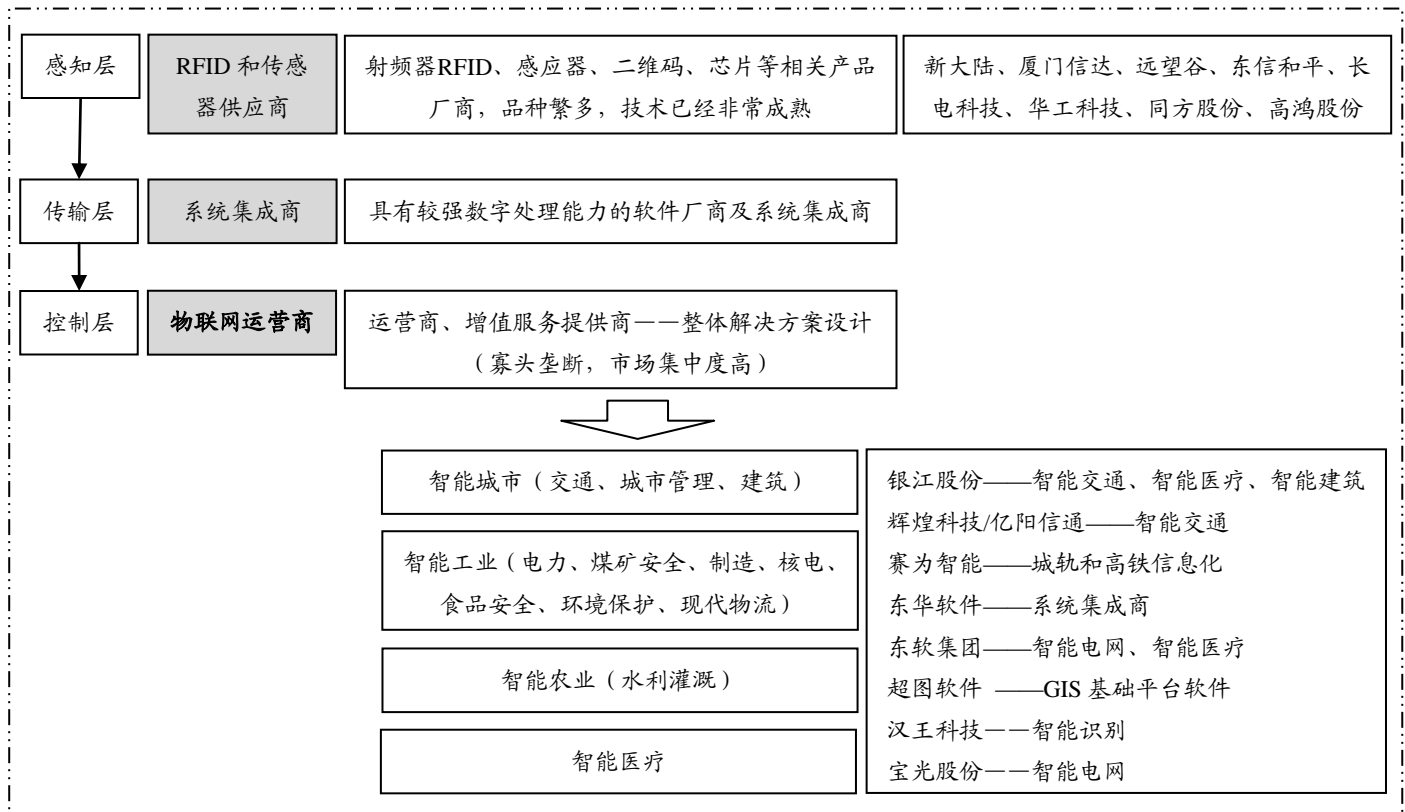 感知层
RFID 和传感
器供应商
射频器RFID、感应器、二维码、芯片等相关产品
厂商，品种繁多，技术已经非常成熟
新大陆、厦门信达、远望谷、东信和平、长
电科技、华工科技、同方股份、高鸿股份
传输层
系统集成商
具有较强数字处理能力的软件厂商及系统集成商
控制层
物联网运营商
运营商、增值服务提供商——整体解决方案设计
（寡头垄断，市场集中度高）
智能城市（交通、城市管理、建筑）
智能工业（电力、煤矿安全、制造、核电、
食品安全、环境保护、现代物流）
智能农业（水利灌溉）
智能医疗
银江股份——智能交通、智能医疗、智能建筑
辉煌科技/亿阳信通——智能交通
赛为智能——城轨和高铁信息化
东华软件——系统集成商
东软集团——智能电网、智能医疗
超图软件 ——GIS 基础平台软件
汉王科技——智能识别
宝光股份——智能电网